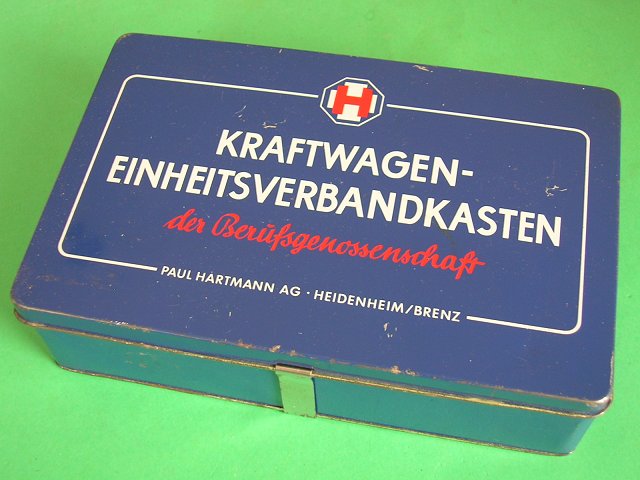 H
KRAFTWAGEN-
EINHEITSVERBANDKASTEN
der Berufsgenossenschaft
PAUL HARTMANN AG · HEIDENHEIM/BRENZ